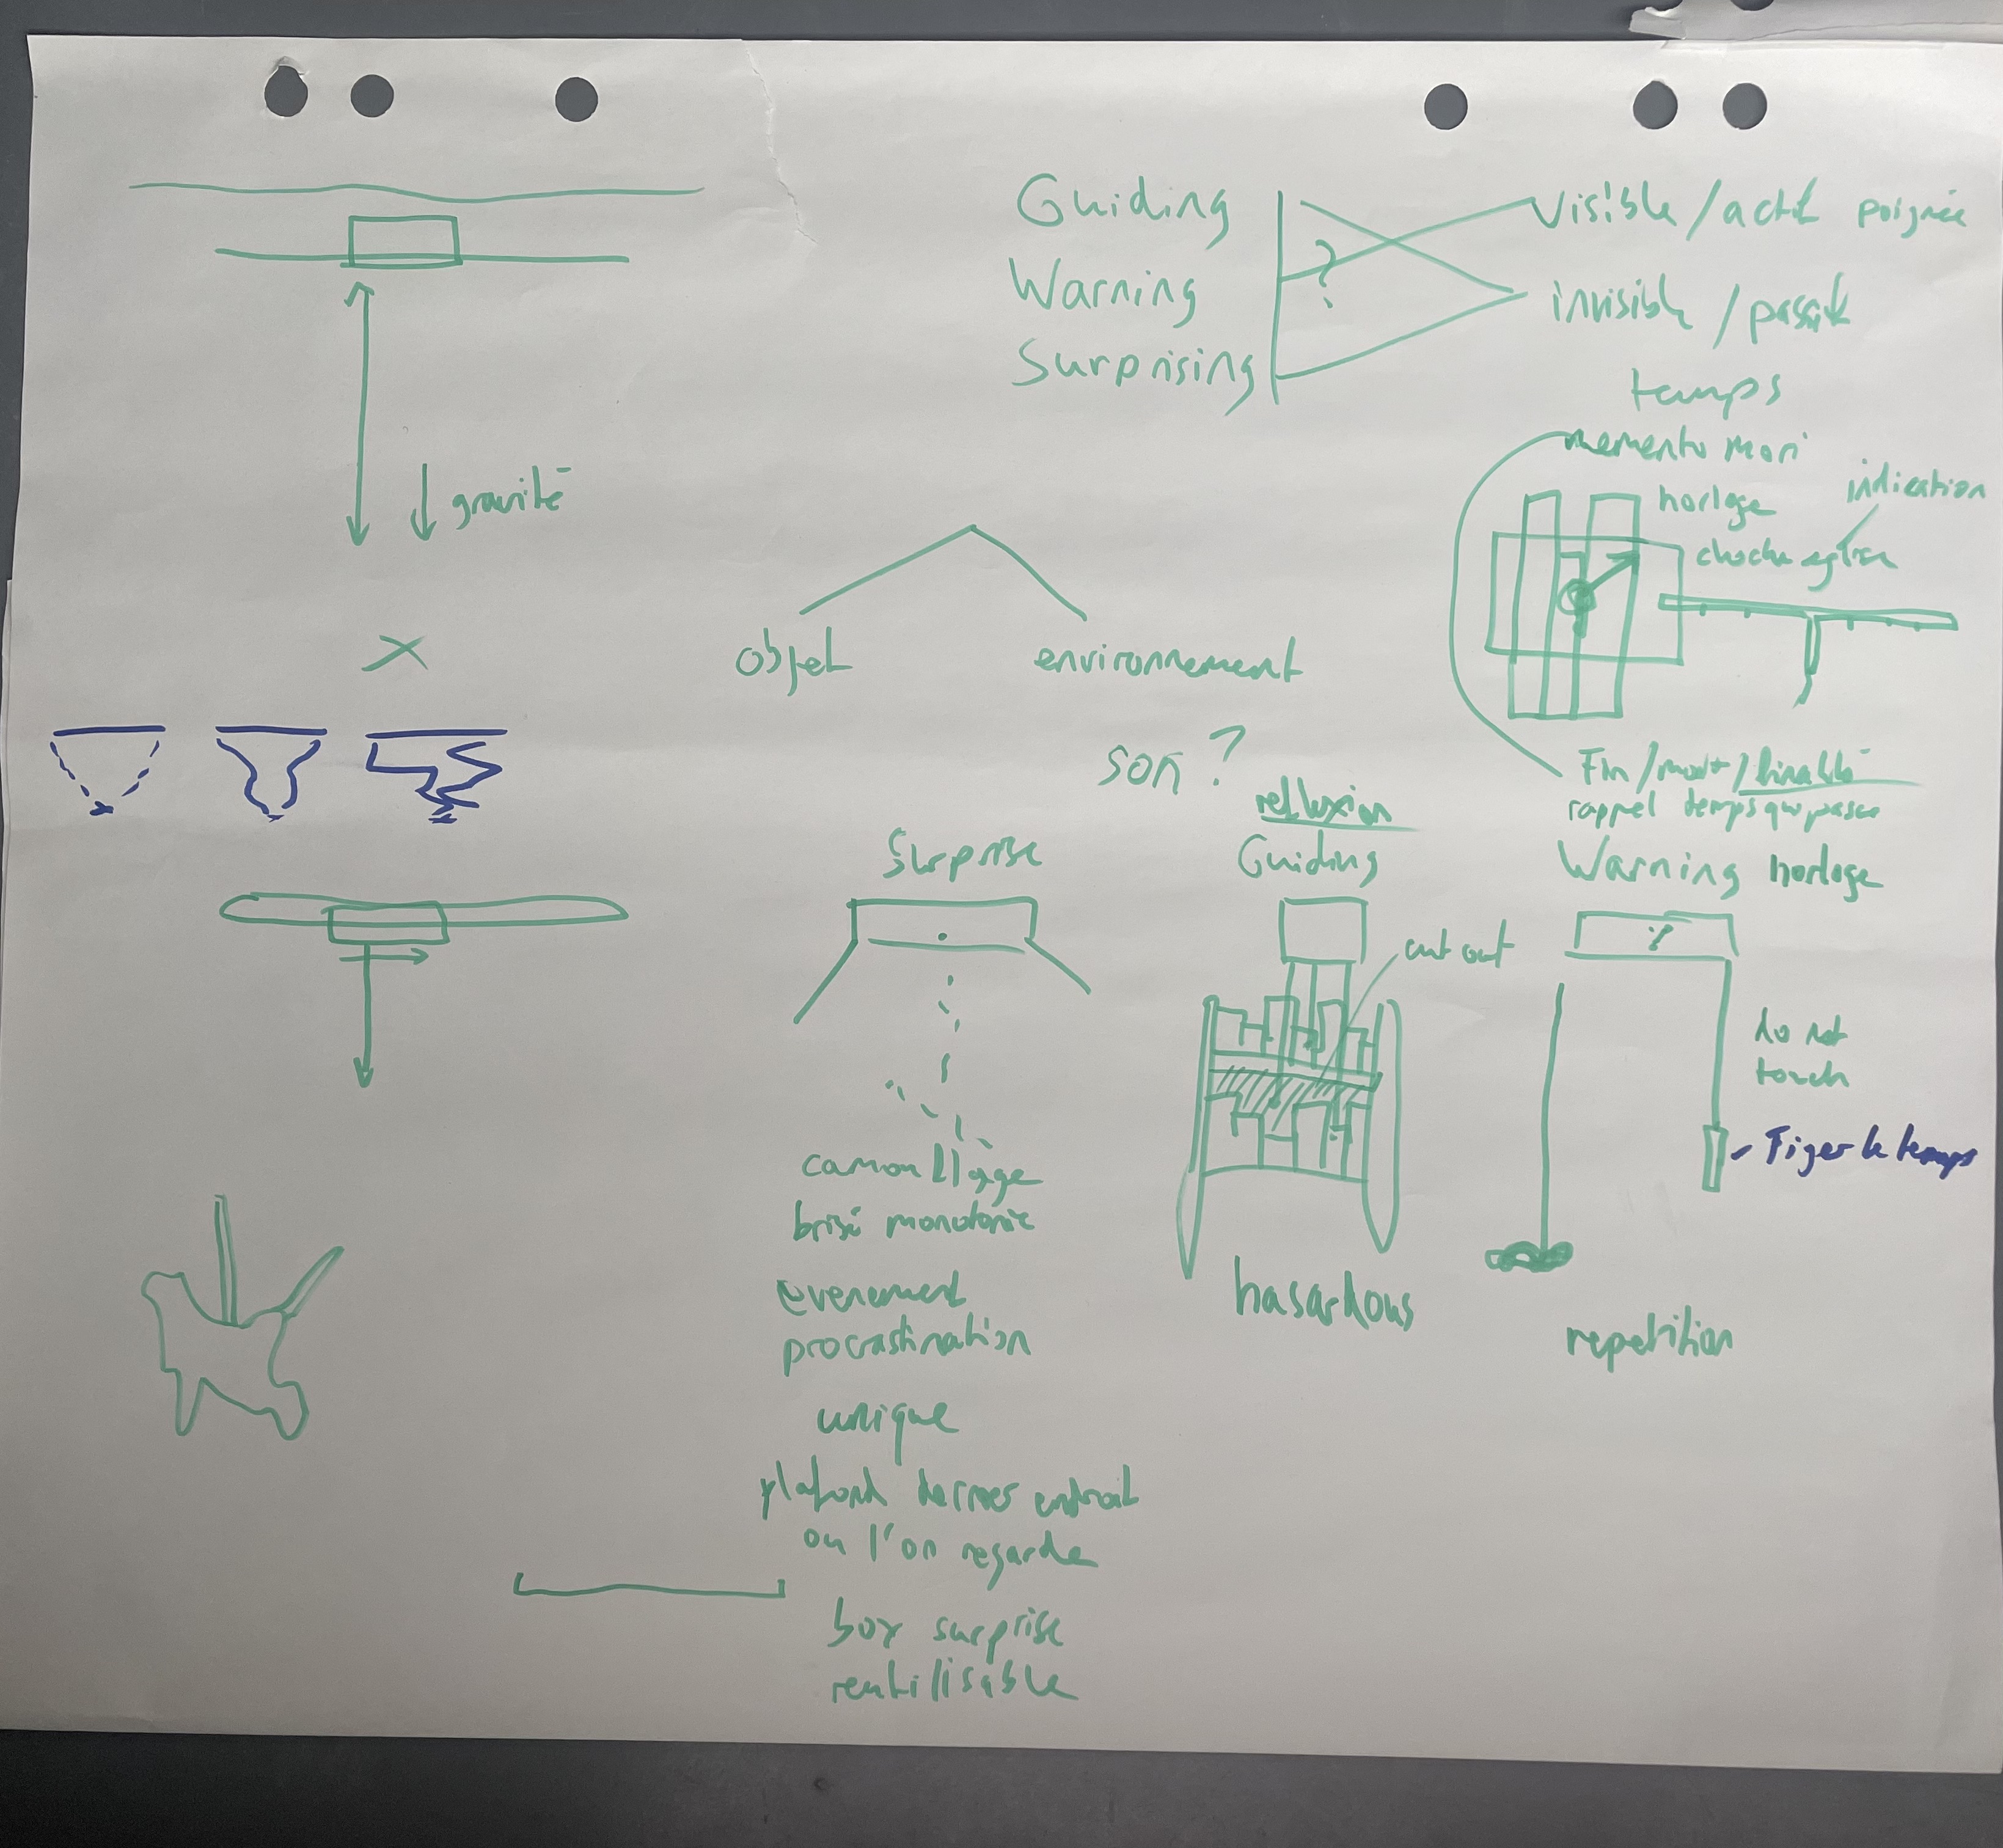 Guiding
Warning
Surprising
?
Visible / actif poignée
invisible / passif
temps
memento mori
horloge
indication
gravité
objet
environnement
son ?
Fin / mort / finalité
rappel temps qui passe
reflexion
Surprise
Guiding
Warning horloge
cut out
do not
touch
Figer le temps
camouflage
brisé monotonie
evenement
procrastination
unique
hasardous
repetition
plafond dernier endroit
ou l'on regarde
box surprise
reutilisable